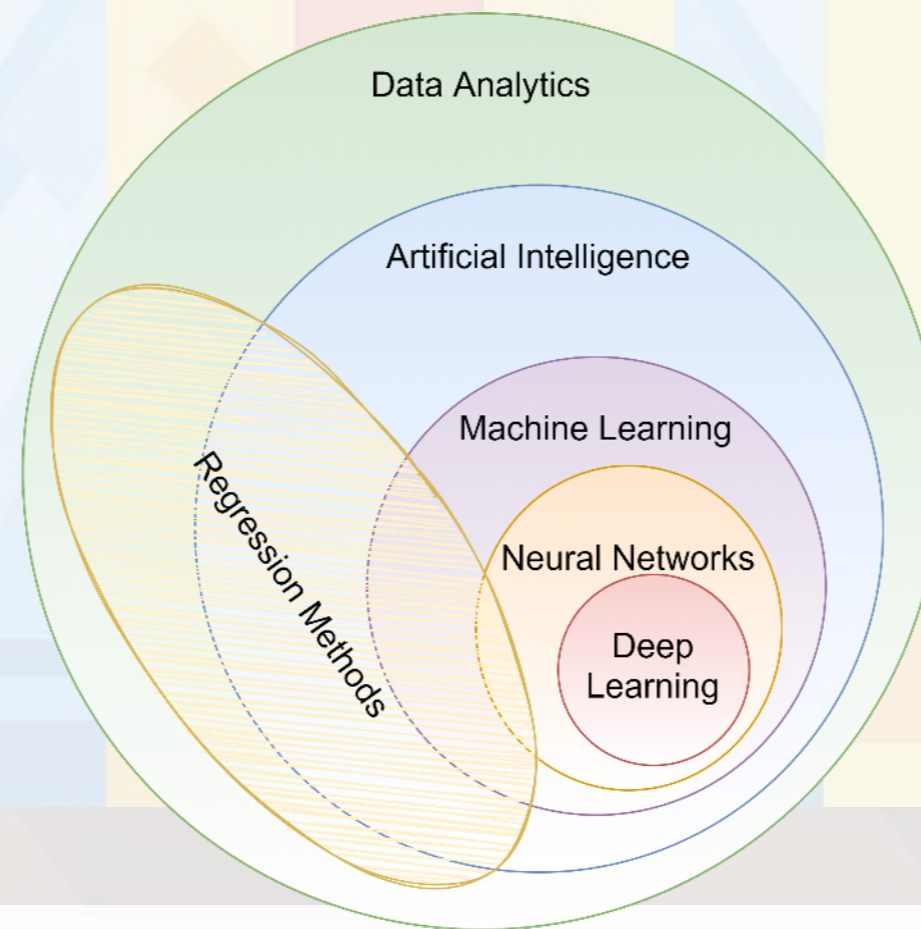 Data Analytics
Artificial Intelligence
Machine Learning
Regression Methods
Neural Networks
Deep
Learning